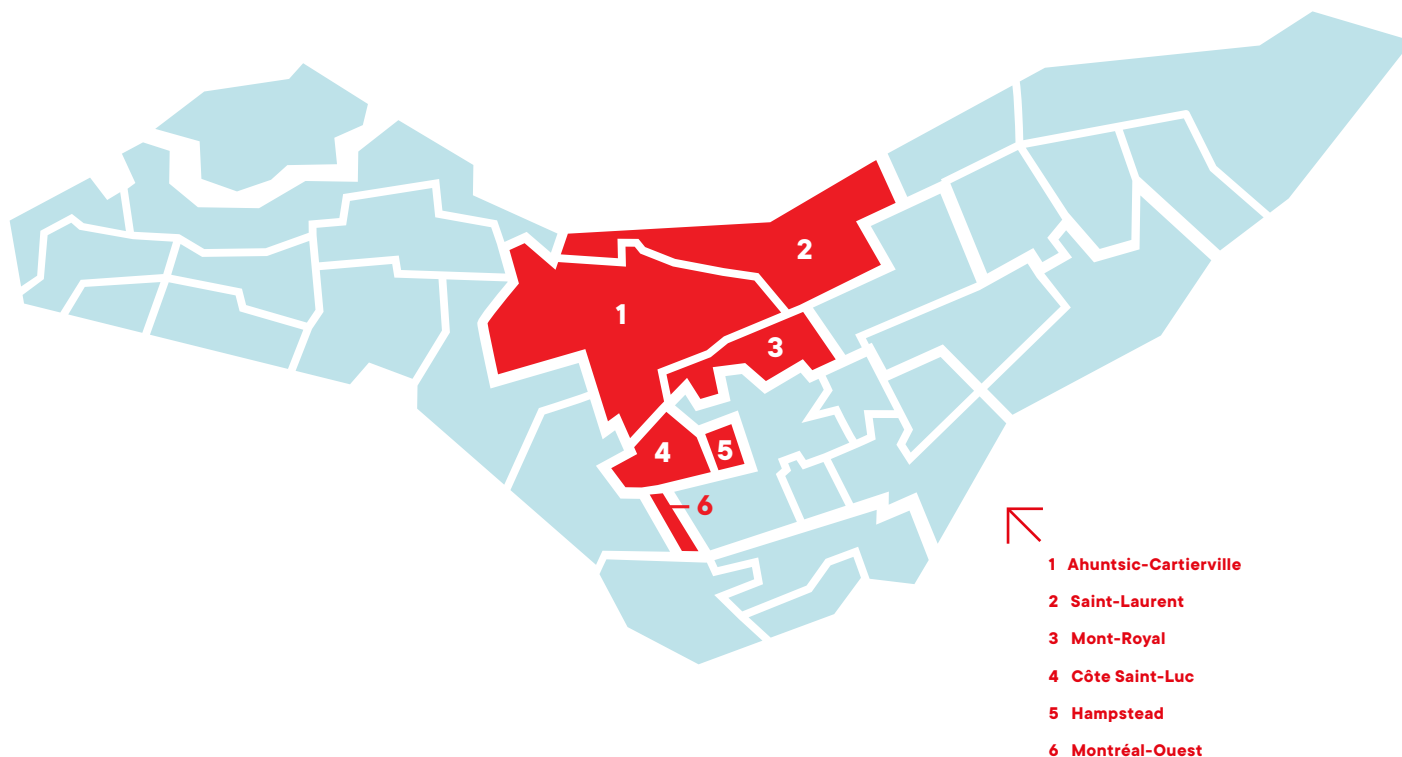 2
1
3
4
5
6
1 Ahuntsic-Cartierville
2 Saint-Laurent
3 Mont-Royal
4 Côte Saint-Luc
5 Hampstead
6 Montréal-Ouest